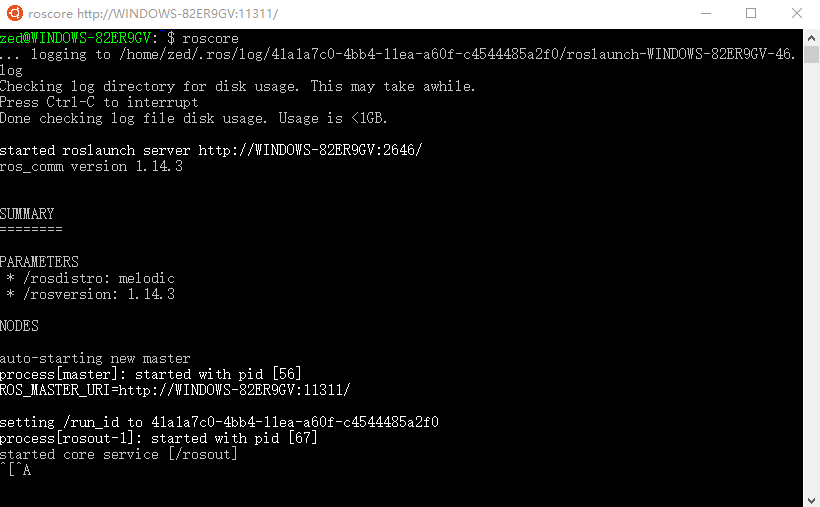 roscore http://WINDOWS-82ER9GV:11311/
zed@WINDOWS-82ER9GV:~$ roscore
... logging to /home/zed/.ros/log/41a1a7c0-4bb4-11ea-a60f-c4544485a2f0/roslaunch-WINDOWS-82ER9GV-46.
log
Checking log directory for disk usage. This may take awhile.
Press Ctrl-C to interrupt
Done checking log file disk usage. Usage is <1GB.
started roslaunch server http://WINDOWS-82ER9GV:2646/
ros_comm version 1.14.3
SUMMARY
========
PARAMETERS
 * /rosdistro: melodic
 * /rosversion: 1.14.3
NODES
auto-starting new master
process[master]: started with pid [56]
ROS_MASTER_URI=http://WINDOWS-82ER9GV:11311/
setting /run_id to 41a1a7c0-4bb4-11ea-a60f-c4544485a2f0
process[rosout-1]: started with pid [67]
started core service [/rosout]
^[^A